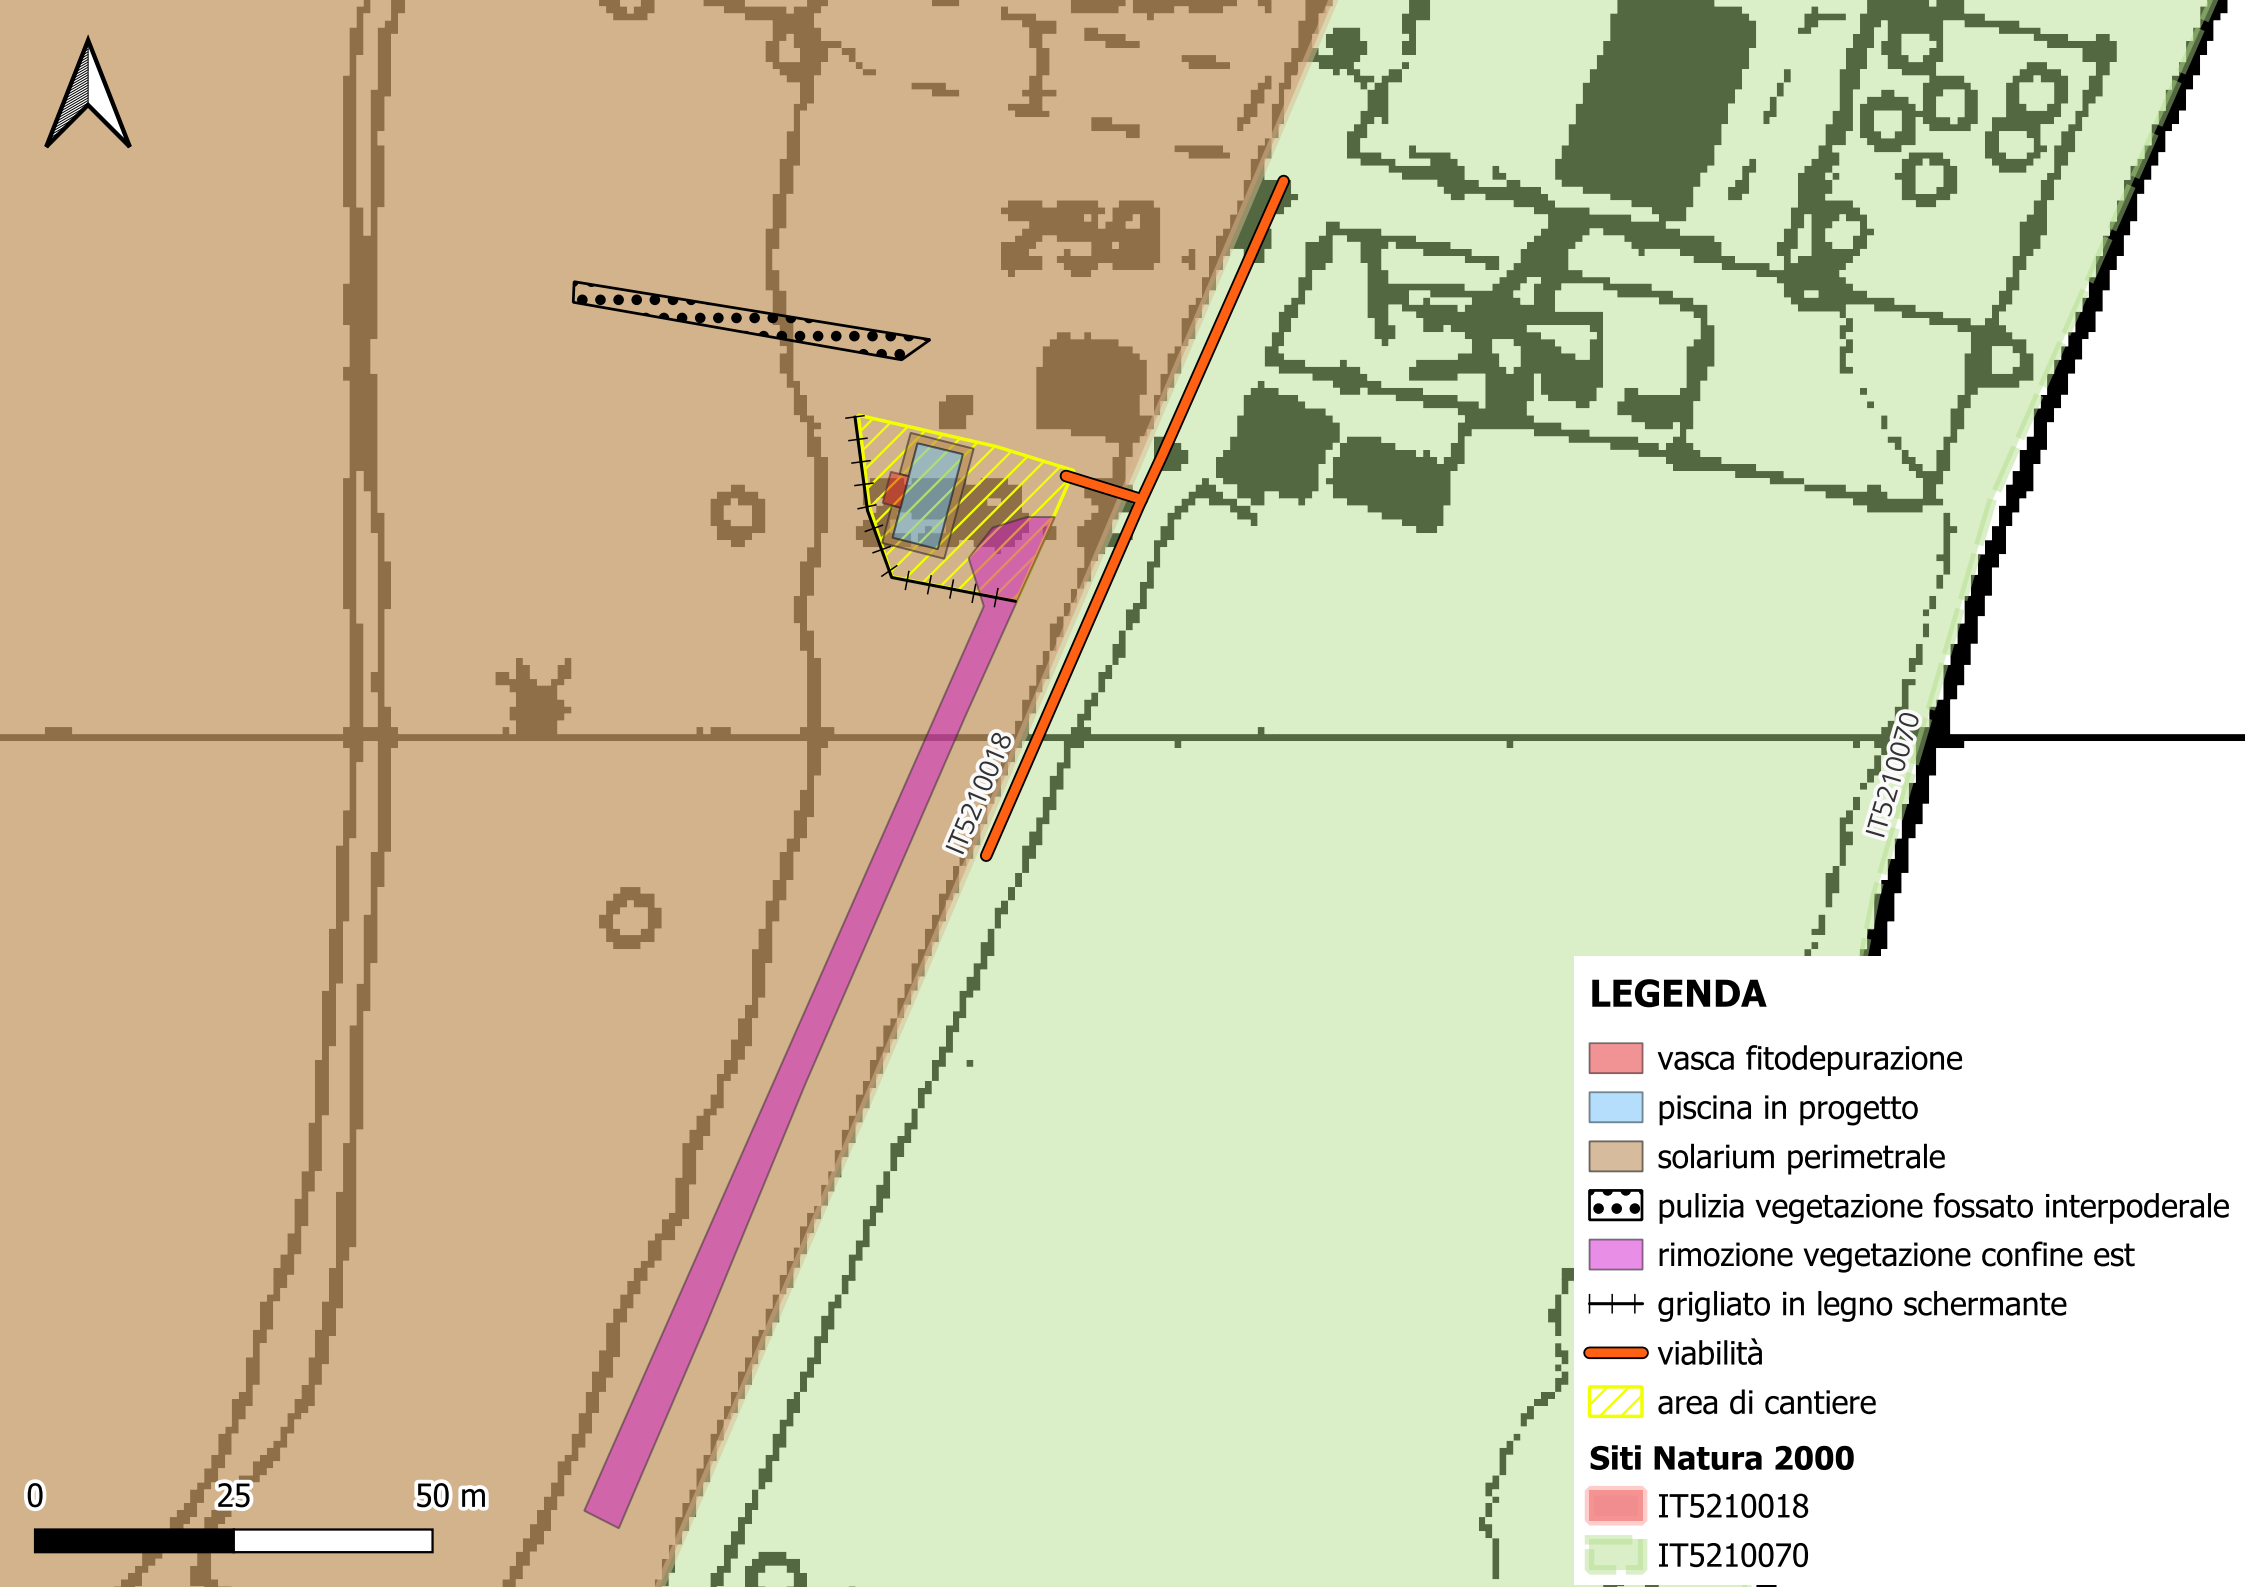 IT5210018
IT5210070
0 25 50 m
LEGENDA
vasca fitodepurazione
piscina in progetto
solarium perimetrale
pulizia vegetazione fossato interpoderale
rimozione vegetazione confine est
grigliato in legno schermante
viabilità
area di cantiere
Siti Natura 2000
IT5210018
IT5210070